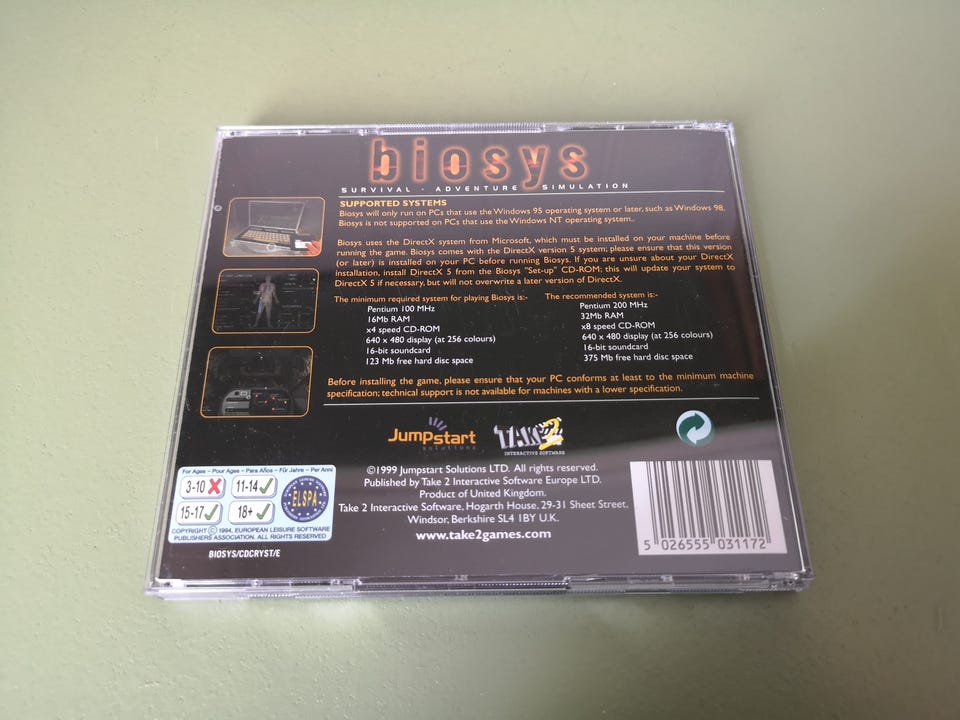 biosys
SURVIVAL · ADVENTURE SIMULATION
SUPPORTED SYSTEMS
Biosys will only run on PCs that use the Windows 95 operating system or later, such as Windows 98.
Biosys is not supported on PCs that use the Windows NT operating system..
Biosys uses the DirectX system from Microsoft, which must be installed on your machine before
running the game. Biosys comes with the DirectX version 5 system; please ensure that this version
(or later) is installed on your PC before running Biosys. If you are unsure about your DirectX
installation, install DirectX 5 from the Biosys "Set-up" CD-ROM; this will update your system to
DirectX 5 if necessary, but will not overwrite a later version of DirectX.
The minimum required system for playing Biosys is:-
Pentium 100 MHz
16Mb RAM
x4 speed CD-ROM
640 x 480 display (at 256 colours)
16-bit soundcard
123 Mb free hard disc space
The recommended system is:-
Pentium 200 MHz
32Mb RAM
x8 speed CD-ROM
640 x 480 display (at 256 colours)
16-bit soundcard
375 Mb free hard disc space
Before installing the game, please ensure that your PC conforms at least to the minimum machine
specification; technical support is not available for machines with a lower specification.
Jumpstart
solutions
TAKE 2
INTERACTIVE SOFTWARE
©1999 Jumpstart Solutions LTD. All rights reserved.
Published by Take 2 Interactive Software Europe LTD.
Product of United Kingdom.
Take 2 Interactive Software, Hogarth House, 29-31 Sheet Street,
Windsor, Berkshire SL4 1BY U.K.
www.take2games.com
For Ages - Pour Ages - Para Años - Für Jahre - Per Anni
3-10
11-14
15-17
18+
ELSPA
COPYRIGHT © 1994, EUROPEAN LEISURE SOFTWARE
PUBLISHERS ASSOCIATION. ALL RIGHTS RESERVED
BIOSYS/CDCRYST/E
5 026555 031172